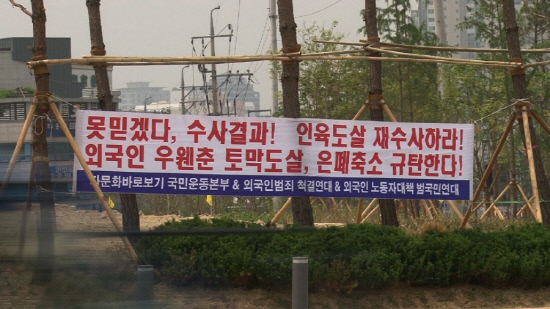 못믿겠다, 수사결과! 인육도살 재수사하라!
외국인 우웬춘 토막도살, 은폐축소 규탄한다!
문화바로보기 국민운동본부 & 외국인범죄 척결연대 & 외국인 노동자대책 범국민연대